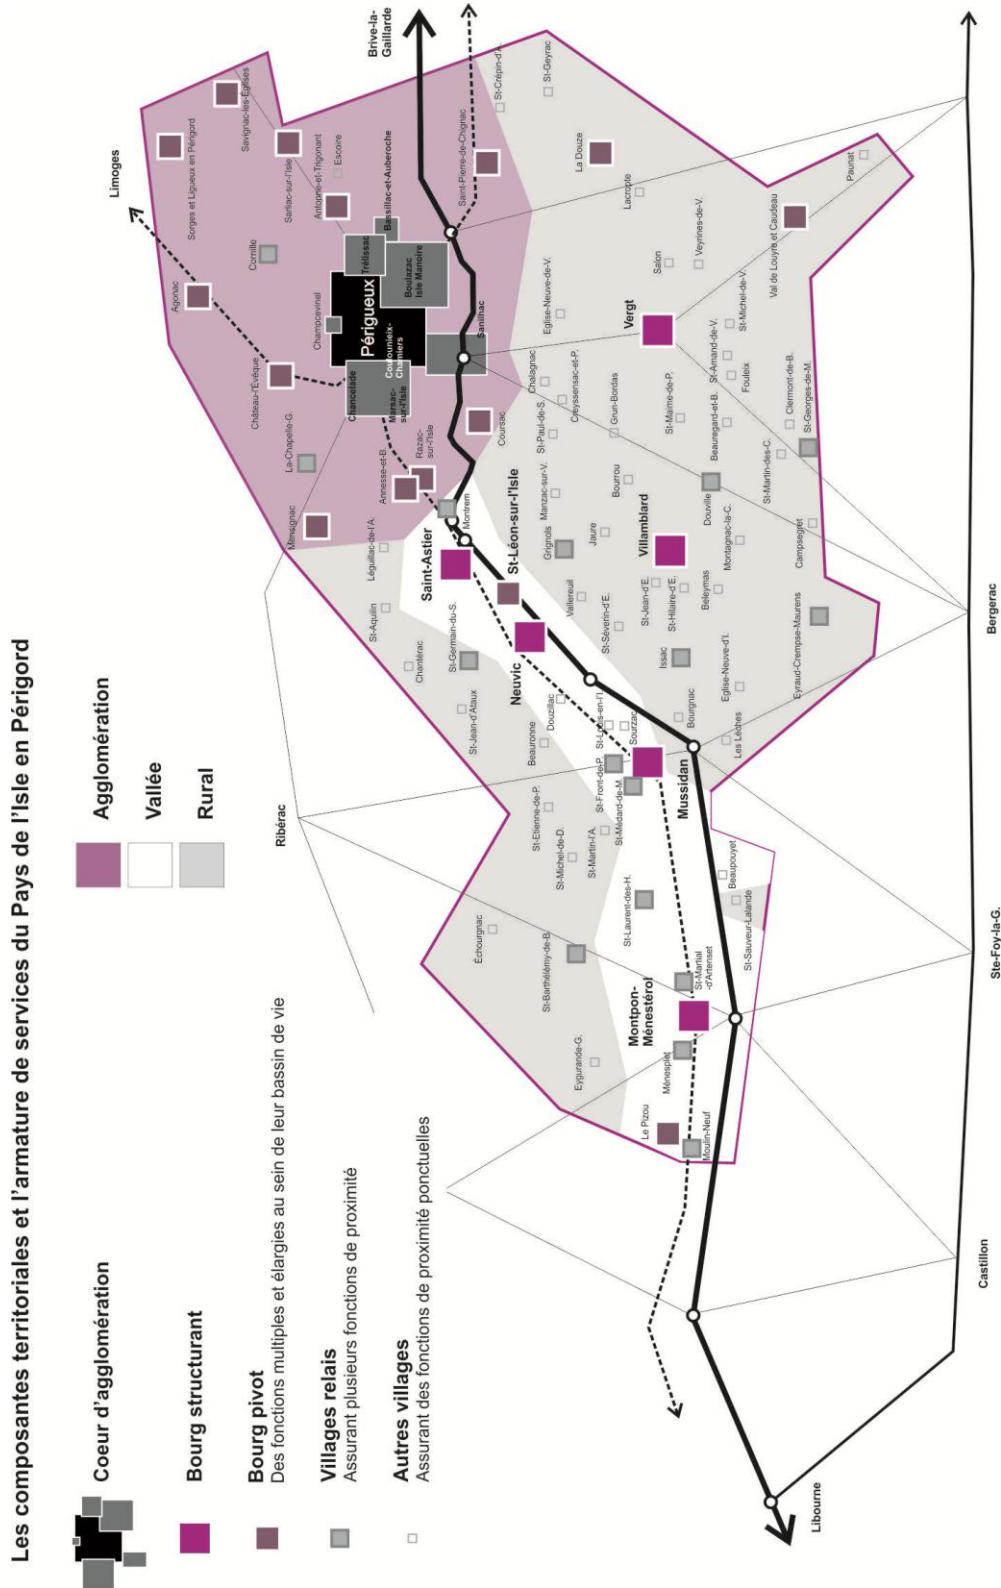 Les composantes territoriales et l'armature de services du Pays de l'Isle en Périgord
Coeur d'agglomération
Bourg structurant
Bourg pivot
Des fonctions multiples et élargies au sein de leur bassin de vie
Villages relais
Assurant plusieurs fonctions de proximité
Autres villages
Assurant des fonctions de proximité ponctuelles
Agglomération
Vallée
Rural
Limoges
Brive-la-
Gaillarde
Ribérac
Libourne
Castillon
Ste-Foy-la-G.
Bergerac
Sorges et Ligueux en Périgord
Savignac-les-Églises
Sarliac-sur-l'Isle
Antonne-et-Trigonant
Escoire
Agonac
Cornille
Château-l'Évêque
Champcevinel
Trélissac
Bassillac-et-Auberoche
Boulazac
Isle Manoire
Périgueux
Coulounieix-
Chamiers
Chancelade
Marsac-
sur-l'Isle
Sanilhac
Saint-Pierre-de-Chignac
La-Chapelle-G.
Mensignac
Annesse-et-B.
Razac-
sur-l'Isle
Coursac
Montrem
Léguillac-de-l'A.
Saint-Astier
St-Léon-sur-l'Isle
Neuvic
St-Aquilin
Chantérac
St-Germain-du-S.
St-Jean-d'Ataux
Douzillac
Beauronne
St-Louis-en-l'I.
Sourzac
St-Front-de-P.
St-Médard-de-M.
Mussidan
St-Etienne-de-P.
St-Michel-de-D.
St-Martin-l'A.
St-Laurent-des-H.
Échourgnac
St-Barthélémy-de-B.
Eygurande-G.
Montpon-
Ménestérol
St-Martial
-d'Artenset
Ménesplet
Le Pizou
Moulin-Neuf
Beaupouyet
St-Sauveur-Lalande
Bourgnac
Les Lèches
Eglise-Neuve-d'I.
Issac
Eyraud-Crempse-Maurens
St-Jean-d'E.
St-Hilaire-d'E.
Beleymas
St-Séverin-d'E.
Vallereuil
Villamblard
Jaure
Grignols
Manzac-sur-V.
Bourrou
Montagnac-la-C.
Campsegret
Douville
St-Martin-des-C.
St-Georges-de-M.
Clermont-de-B.
Beauregard-et-B.
St-Maime-de-P.
Grun-Bordas
St-Paul-de-S.
Creyssensac-et-P.
Chalagnac
Fouleix
St-Amand-de-V.
St-Michel-de-V.
Vergt
Eglise-Neuve-de-V.
Salon
Veyrines-de-V.
Val de Louyre et Caudeau
Lacropte
La Douze
Paunat
St-Crépin-d'A.
St-Geyrac